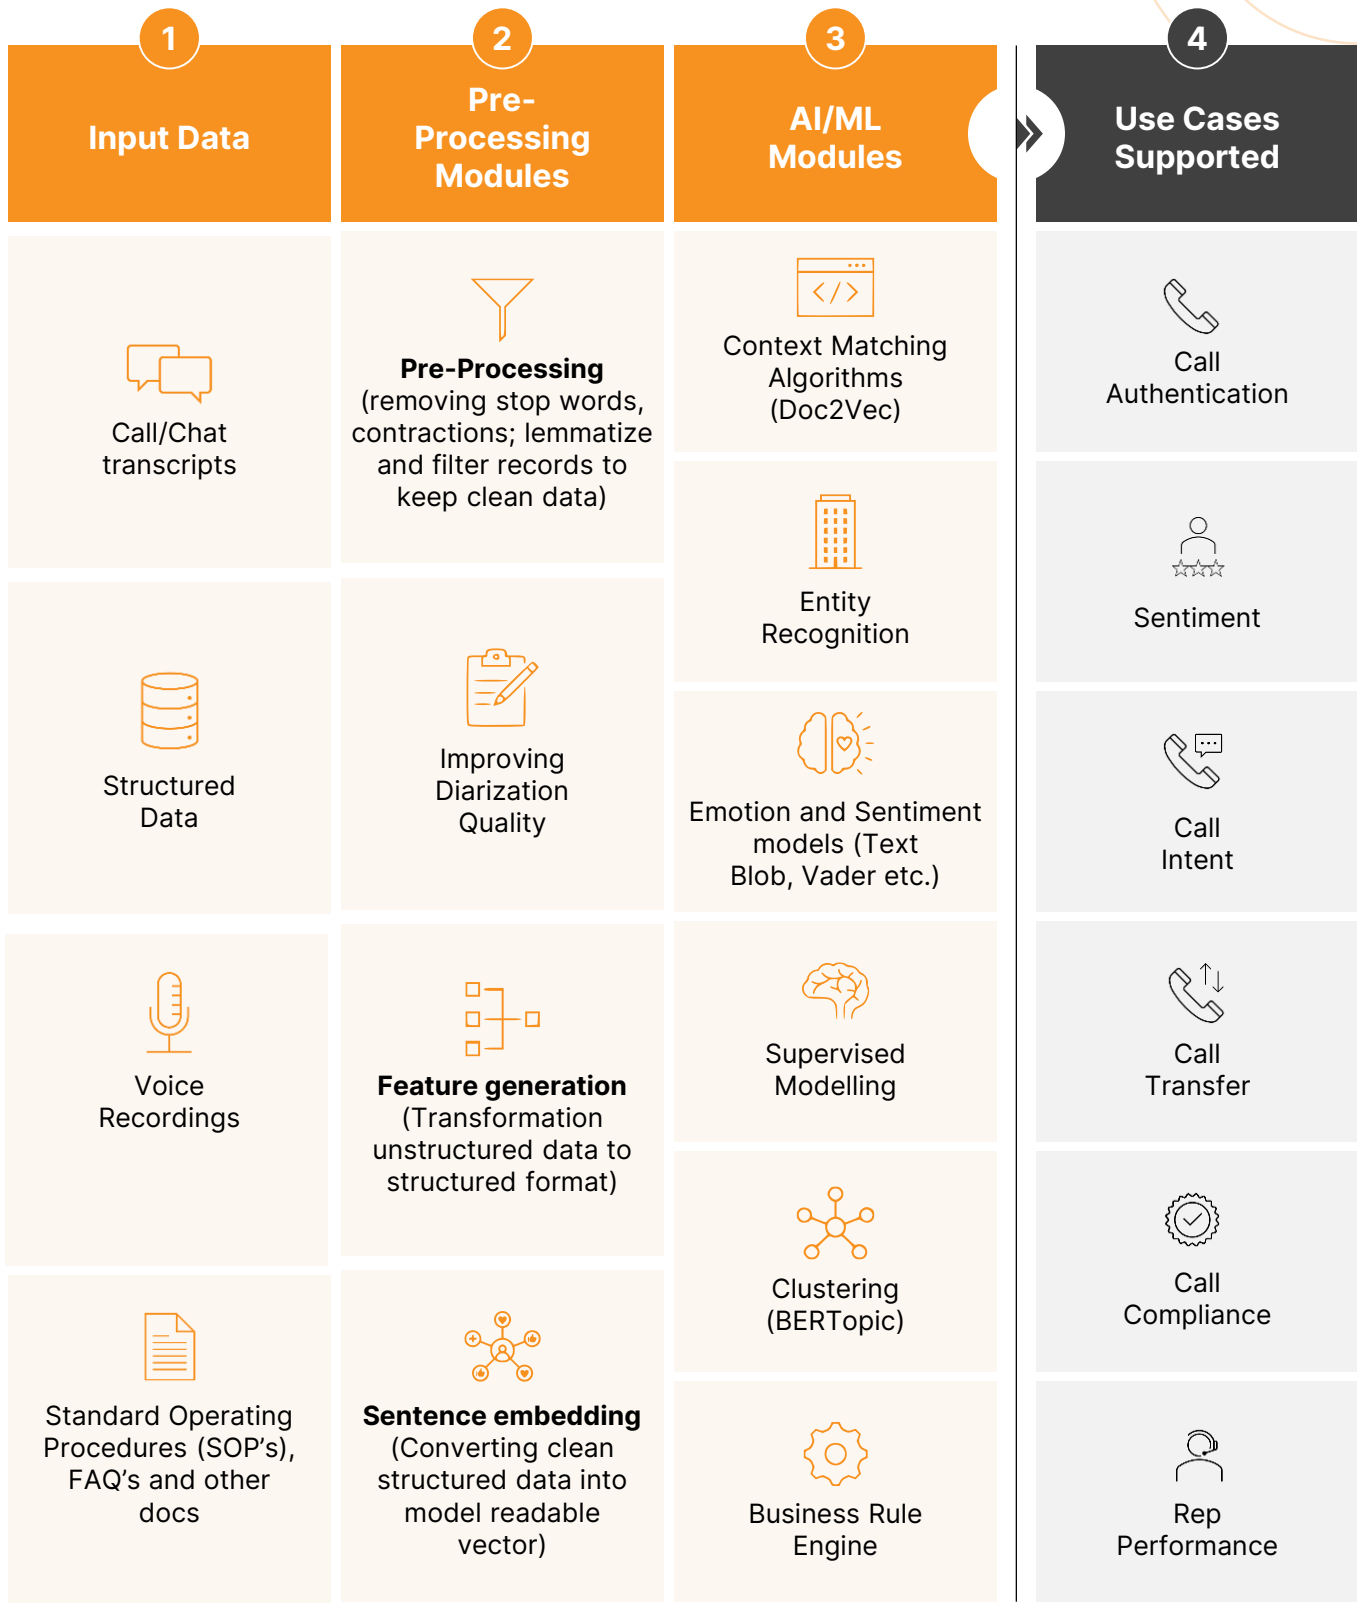 1
Input Data
Call/Chat
transcripts
Structured
Data
Voice
Recordings
Standard Operating
Procedures (SOP's),
FAQ's and other
docs
2
Pre-
Processing
Modules
Pre-Processing
(removing stop words,
contractions; lemmatize
and filter records to
keep clean data)
Improving
Diarization
Quality
Feature generation
(Transformation
unstructured data to
structured format)
Sentence embedding
(Converting clean
structured data into
model readable
vector)
3
AI/ML
Modules
Context Matching
Algorithms
(Doc2Vec)
Entity
Recognition
Emotion and Sentiment
models (Text
Blob, Vader etc.)
Supervised
Modelling
Clustering
(BERTopic)
Business Rule
Engine
4
Use Cases
Supported
Call
Authentication
Sentiment
Call
Intent
Call
Transfer
Call
Compliance
Rep
Performance